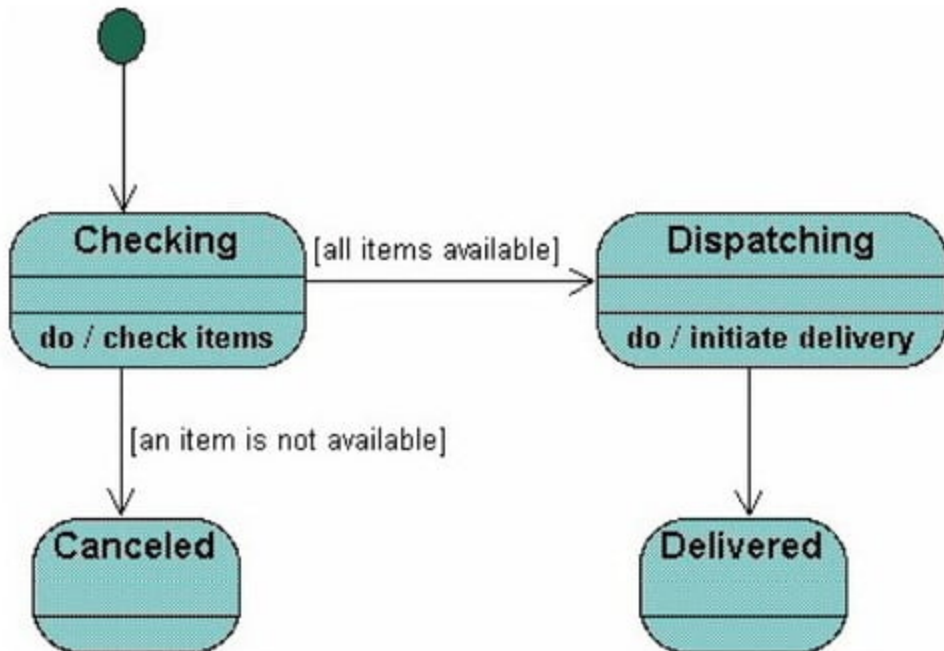 Checking
[all items available]
Dispatching
do / check items
do / initiate delivery
[an item is not available]
Canceled
Delivered